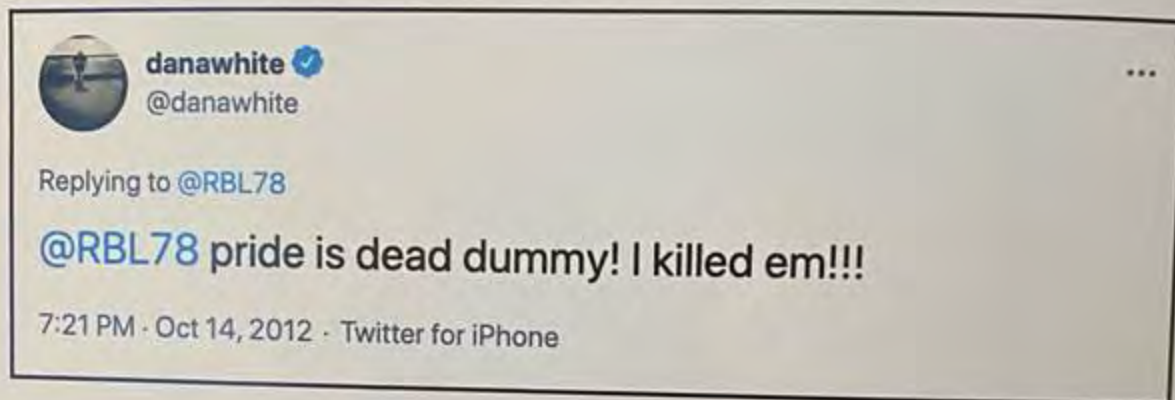 danawhite
@danawhite
...
Replying to @RBL78
@RBL78 pride is dead dummy! I killed em!!!
7:21 PM · Oct 14, 2012 · Twitter for iPhone